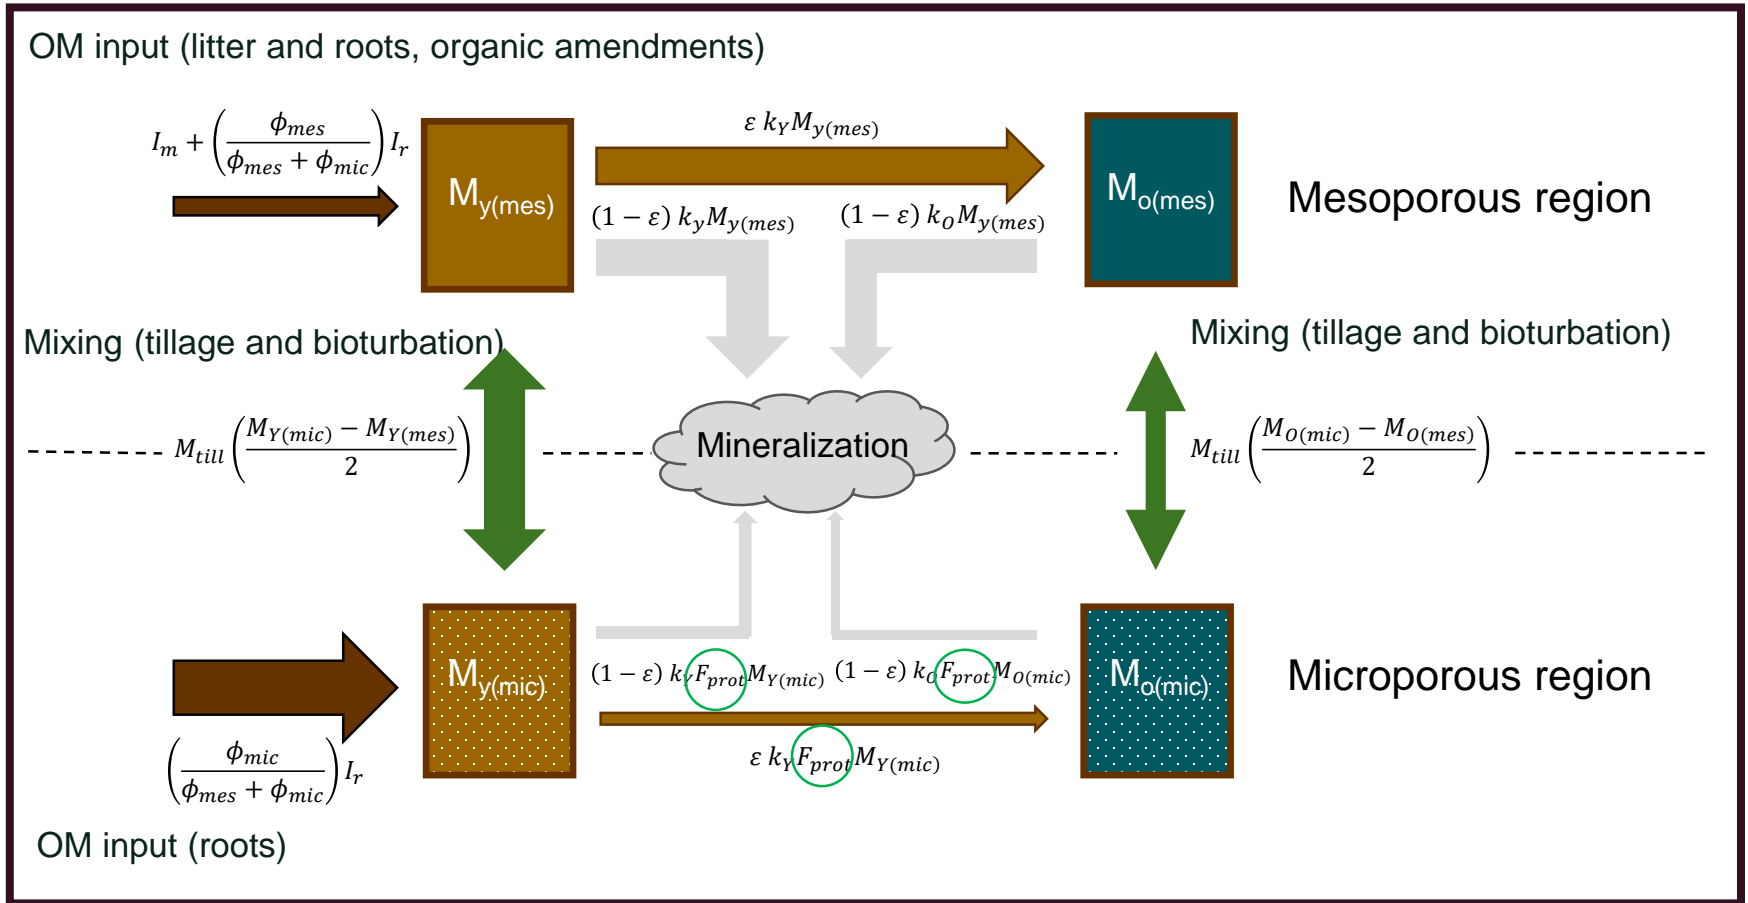 OM input (litter and roots, organic amendments)
I_m + (ϕ_mes / (ϕ_mes + ϕ_mic)) I_r
M_y(mes)
ε k_Y M_y(mes)
M_o(mes)
Mesoporous region
(1 − ε) k_y M_y(mes)
(1 − ε) k_O M_y(mes)
Mixing (tillage and bioturbation)
Mixing (tillage and bioturbation)
M_till ((M_Y(mic) − M_Y(mes)) / 2)
Mineralization
M_till ((M_O(mic) − M_O(mes)) / 2)
M_y(mic)
(1 − ε) k_Y F_prot M_Y(mic)
(1 − ε) k_O F_prot M_O(mic)
M_o(mic)
Microporous region
ε k_Y F_prot M_Y(mic)
(ϕ_mic / (ϕ_mes + ϕ_mic)) I_r
OM input (roots)